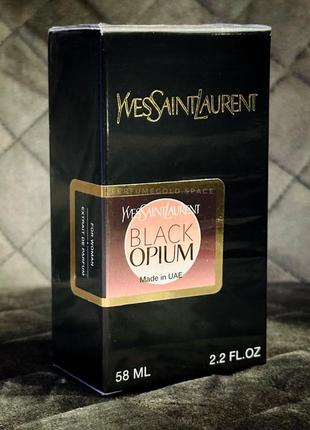 YVESSAINTLAURENT
PERFUMEGOLD.SPACE
YVESSAINTLAURENT
BLACK
OPIUM
Made in UAE
FOR WOMAN
EXTRAIT DE PARFUM
58 ML
2.2 FL.OZ